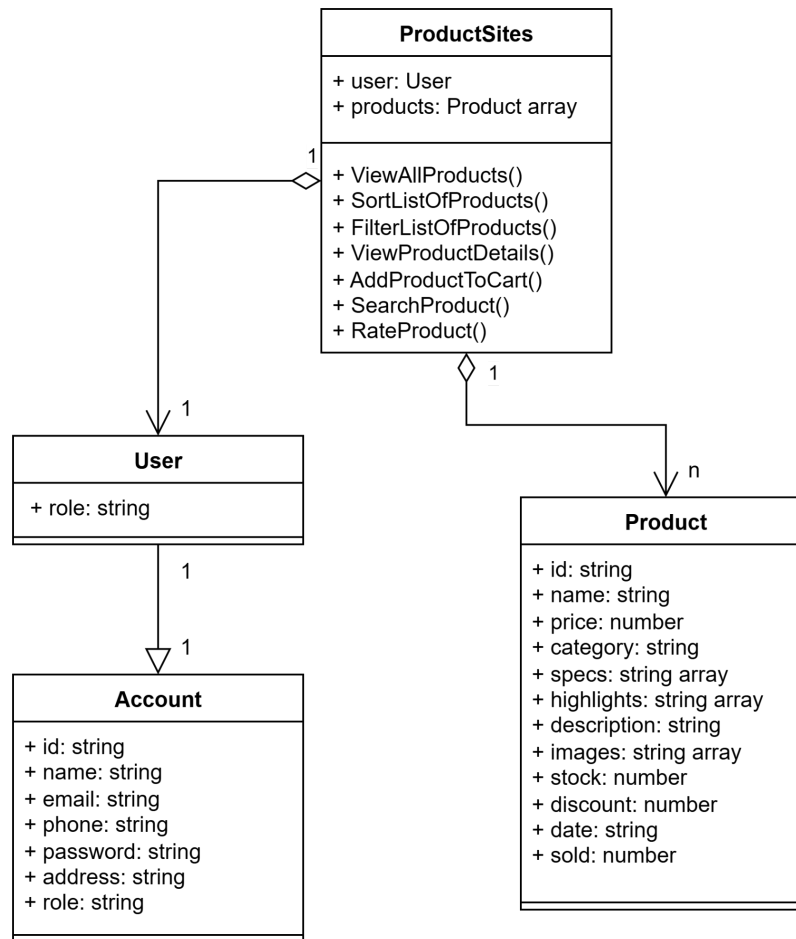 ProductSites
+ user: User
+ products: Product array
1
+ ViewAllProducts()
+ SortListOfProducts()
+ FilterListOfProducts()
+ ViewProductDetails()
+ AddProductToCart()
+ SearchProduct()
+ RateProduct()
1
1
User
+ role: string
1
1
Account
+ id: string
+ name: string
+ email: string
+ phone: string
+ password: string
+ address: string
+ role: string
n
Product
+ id: string
+ name: string
+ price: number
+ category: string
+ specs: string array
+ highlights: string array
+ description: string
+ images: string array
+ stock: number
+ discount: number
+ date: string
+ sold: number